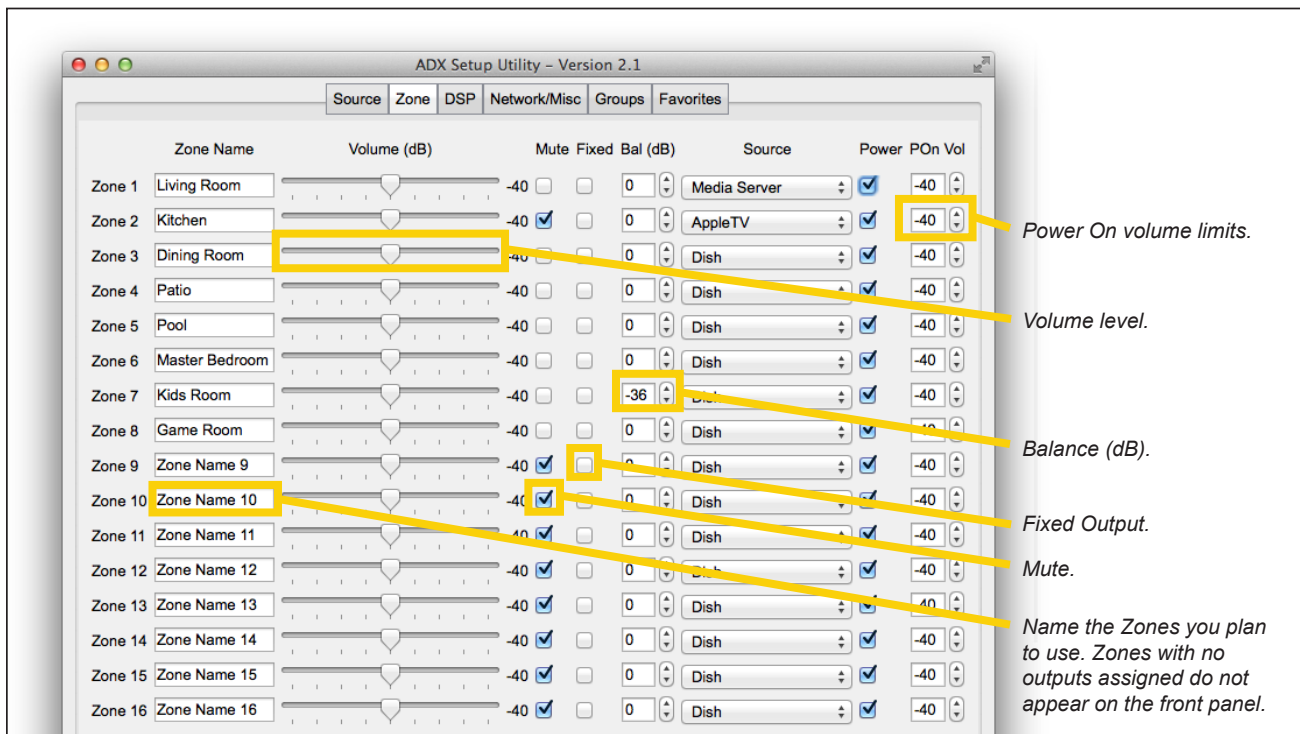 ADX Setup Utility – Version 2.1
Source Zone DSP Network/Misc Groups Favorites
Zone Name Volume (dB) Mute Fixed Bal (dB) Source Power POn Vol
Zone 1 Living Room -40 0 Media Server -40
Zone 2 Kitchen -40 0 AppleTV -40
Zone 3 Dining Room -40 0 Dish -40
Zone 4 Patio -40 0 Dish -40
Zone 5 Pool -40 0 Dish -40
Zone 6 Master Bedroom -40 0 Dish -40
Zone 7 Kids Room -40 -36 Dish -40
Zone 8 Game Room -40 0 Dish -40
Zone 9 Zone Name 9 -40 Dish -40
Zone 10 Zone Name 10 -40 0 Dish -40
Zone 11 Zone Name 11 -40 0 Dish -40
Zone 12 Zone Name 12 -40 0 Dish -40
Zone 13 Zone Name 13 -40 0 Dish -40
Zone 14 Zone Name 14 -40 0 Dish -40
Zone 15 Zone Name 15 -40 0 Dish -40
Zone 16 Zone Name 16 -40 0 Dish -40
Power On volume limits.
Volume level.
Balance (dB).
Fixed Output.
Mute.
Name the Zones you plan
to use. Zones with no
outputs assigned do not
appear on the front panel.